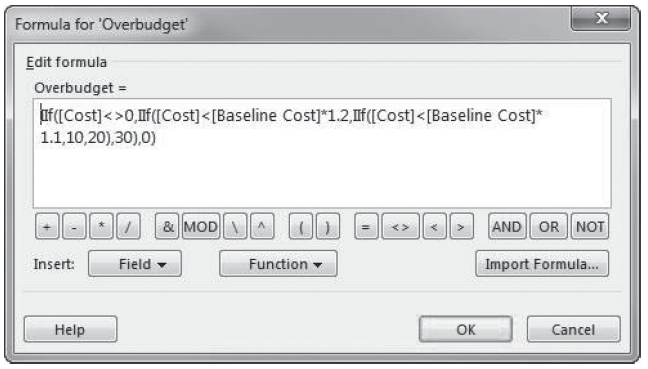 Formula for 'Overbudget'
X
Edit formula
Overbudget =
IIf([Cost]<>0,IIf([Cost]<[Baseline Cost]*1.2,IIf([Cost]<[Baseline Cost]*
1.1,10,20),30),0)
+ - * / & MOD \ ^ ( ) = <> < > AND OR NOT
Insert: Field Function Import Formula...
Help OK Cancel